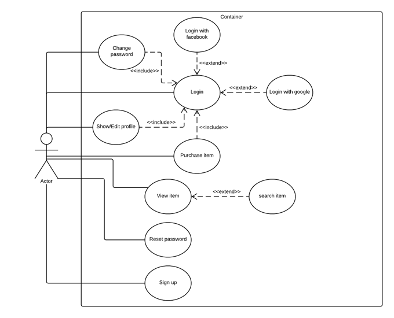 Container
Login with
facebook
Change
password
<<extend>>
<<include>>
<<extend>>
Login
Login with google
Show/Edit profile
<<include>>
<<include>>
Purchase item
Actor
View item
<<extend>>
search item
Reset password
Sign up